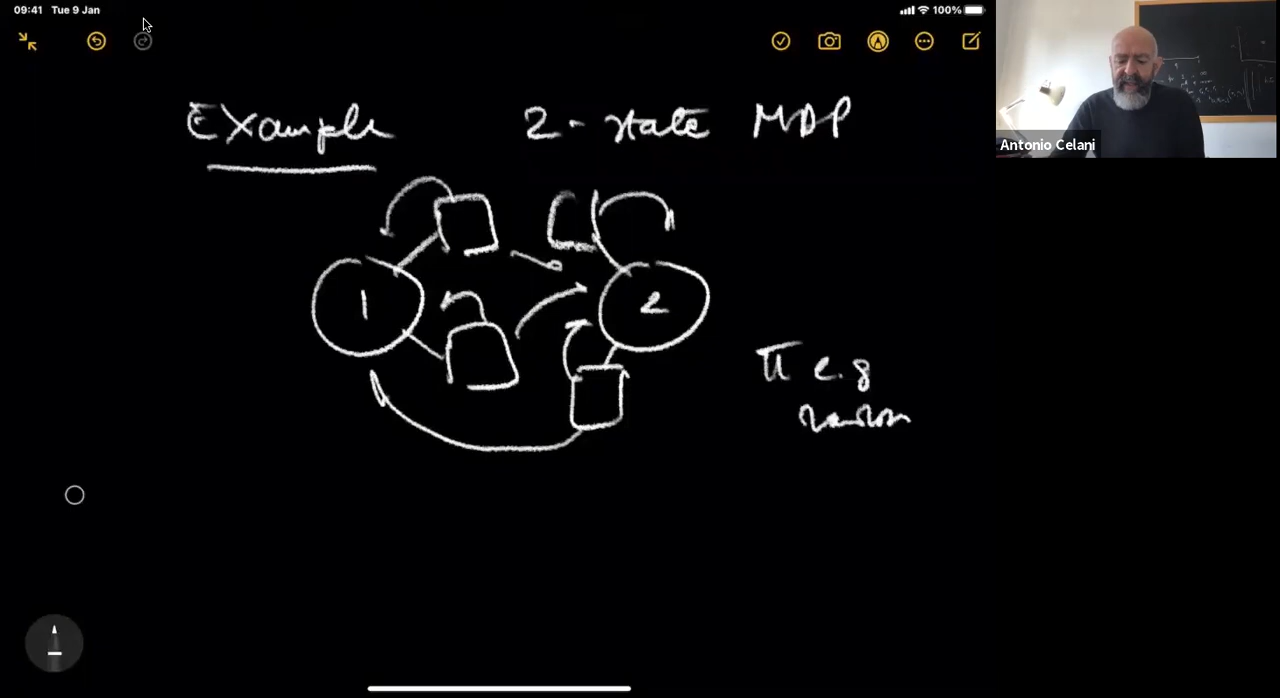 09:41 Tue 9 Jan
100%
Example 2-state MDP
1
2
π e.g
random
Antonio Celani